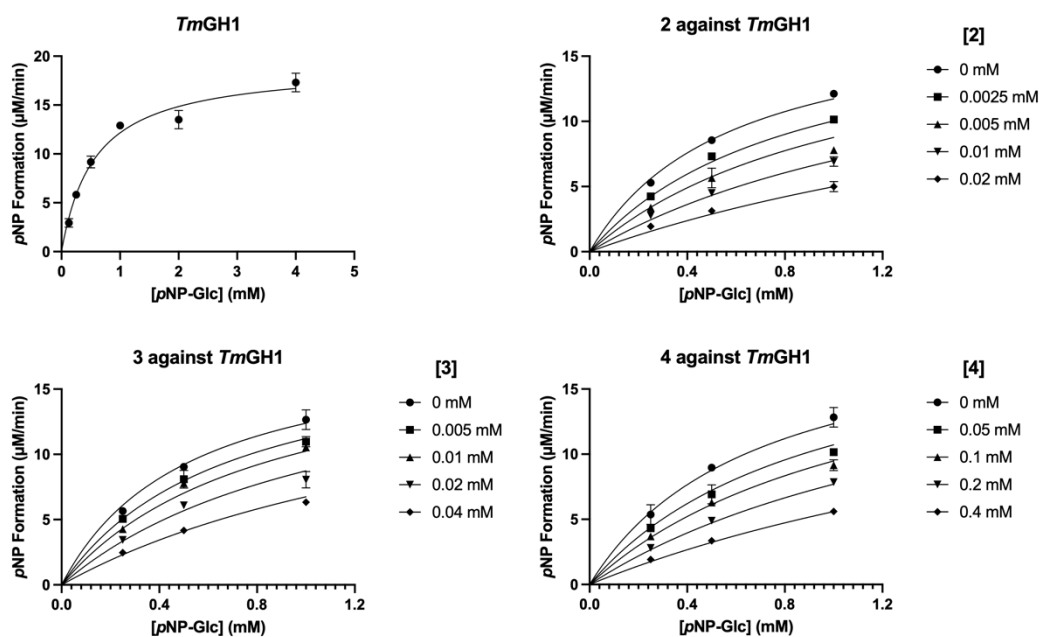 TmGH1
pNP Formation (µM/min)
20
15
10
5
0
0
1
2
3
4
5
[pNP-Glc] (mM)
2 against TmGH1
pNP Formation (µM/min)
15
10
5
0
0.0
0.4
0.8
1.2
[pNP-Glc] (mM)
[2]
0 mM
0.0025 mM
0.005 mM
0.01 mM
0.02 mM
3 against TmGH1
pNP Formation (µM/min)
15
10
5
0
0.0
0.4
0.8
1.2
[pNP-Glc] (mM)
[3]
0 mM
0.005 mM
0.01 mM
0.02 mM
0.04 mM
4 against TmGH1
pNP Formation (µM/min)
15
10
5
0
0.0
0.4
0.8
1.2
[pNP-Glc] (mM)
[4]
0 mM
0.05 mM
0.1 mM
0.2 mM
0.4 mM